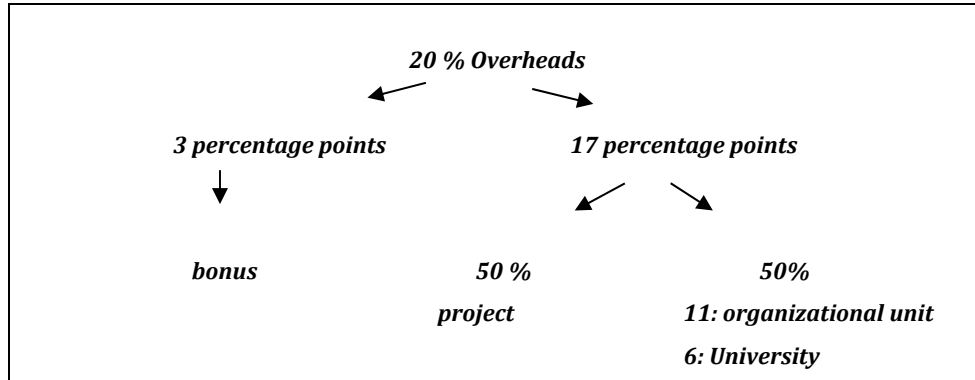 20 % Overheads
3 percentage points 17 percentage points
bonus 50 % 50%
project 11: organizational unit
6: University